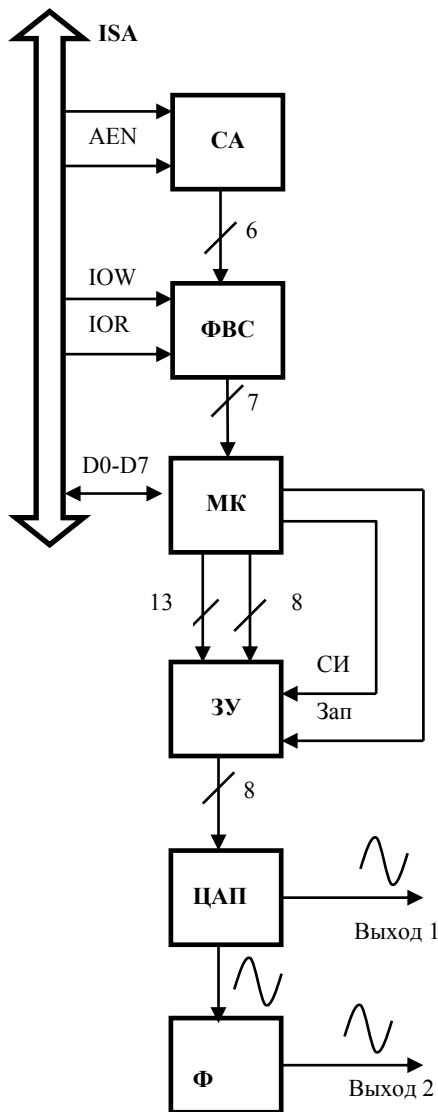 ISA
AEN
СА
6
IOW
ФВС
IOR
7
D0-D7
МК
13
8
СИ
ЗУ
Зап
8
ЦАП
Выход 1
Ф
Выход 2